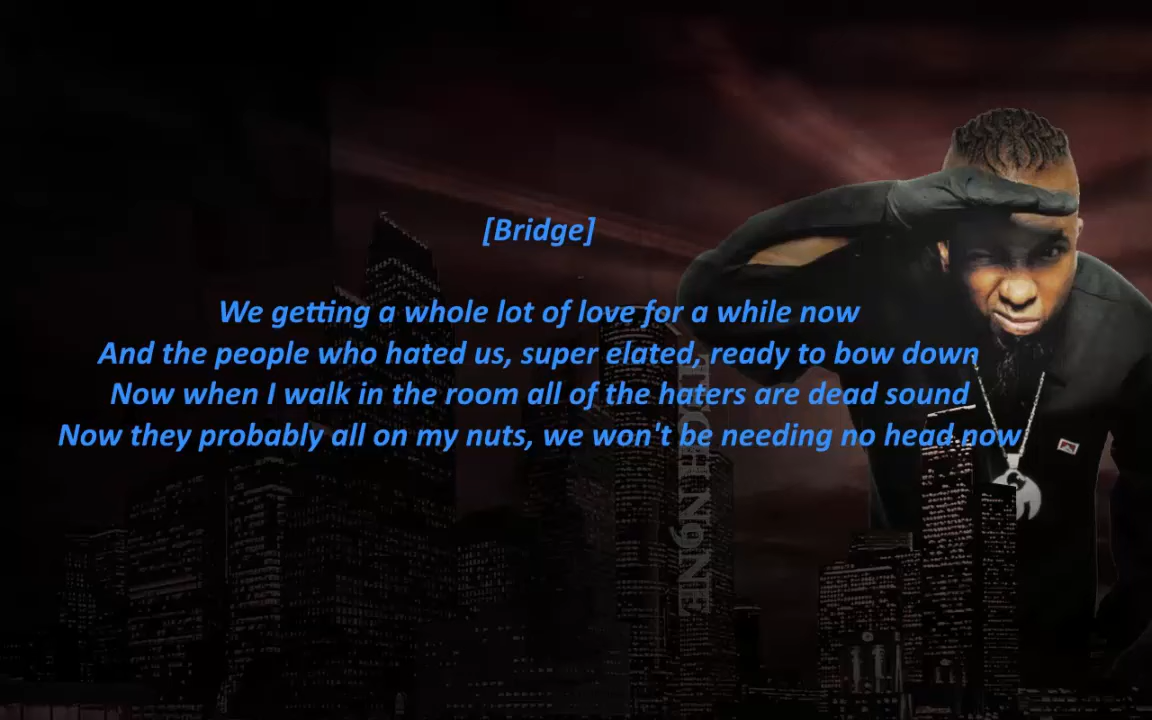 [Bridge]
We getting a whole lot of love for a while now
And the people who hated us, super elated, ready to bow down
Now when I walk in the room all of the haters are dead sound
Now they probably all on my nuts, we won't be needing no head now
TECH N9NE